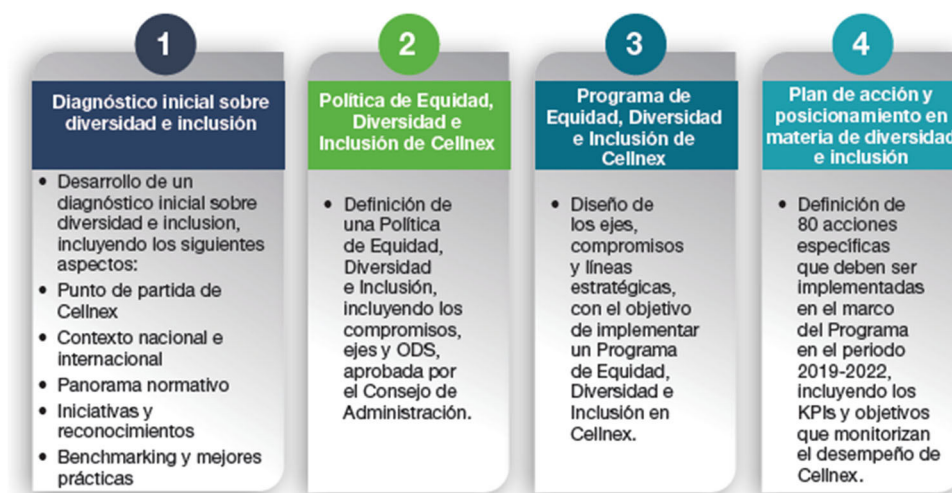 1
Diagnóstico inicial sobre
diversidad e inclusión
• Desarrollo de un
diagnóstico inicial sobre
diversidad e inclusion,
incluyendo los siguientes
aspectos:
• Punto de partida de
Cellnex
• Contexto nacional e
internacional
• Panorama normativo
• Iniciativas y
reconocimientos
• Benchmarking y mejores
prácticas
2
Política de Equidad,
Diversidad e
Inclusión de Cellnex
• Definición de
una Política
de Equidad,
Diversidad
e Inclusión,
incluyendo los
compromisos,
ejes y ODS,
aprobada por
el Consejo de
Administración.
3
Programa de
Equidad, Diversidad
e Inclusión de
Cellnex
• Diseño de
los ejes,
compromisos
y líneas
estratégicas,
con el objetivo
de implementar
un Programa
de Equidad,
Diversidad e
Inclusión en
Cellnex.
4
Plan de acción y
posicionamiento en
materia de diversidad
e inclusión
• Definición de
80 acciones
específicas
que deben ser
implementadas
en el marco
del Programa
en el periodo
2019-2022,
incluyendo los
KPIs y objetivos
que monitorizan
el desempeño de
Cellnex.